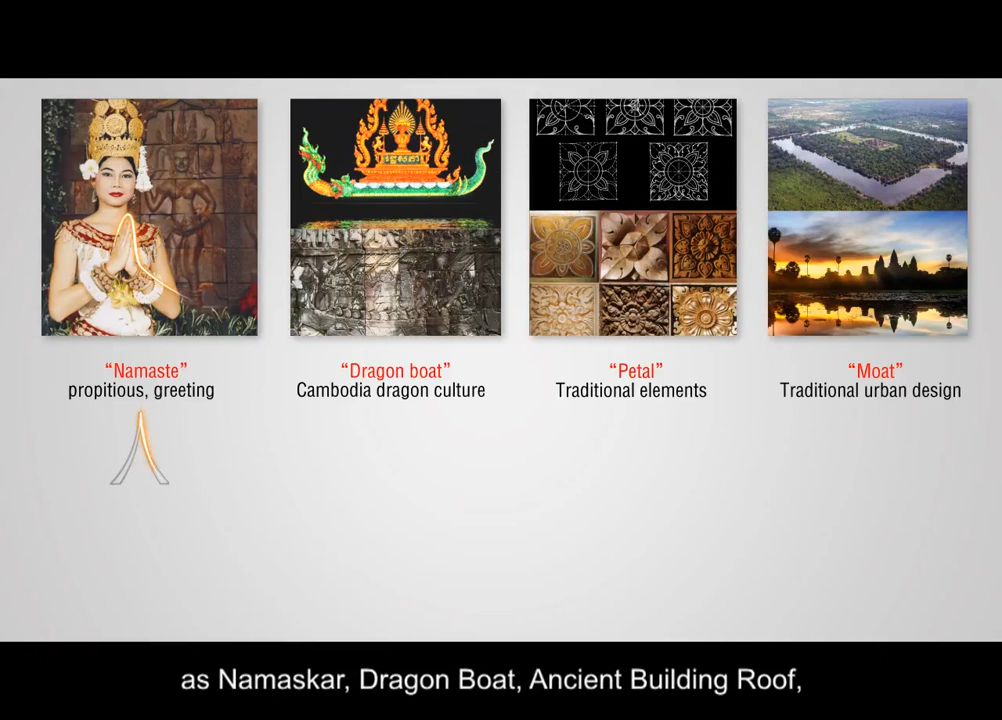 “Namaste”
propitious, greeting
“Dragon boat”
Cambodia dragon culture
“Petal”
Traditional elements
“Moat”
Traditional urban design
as Namaskar, Dragon Boat, Ancient Building Roof,